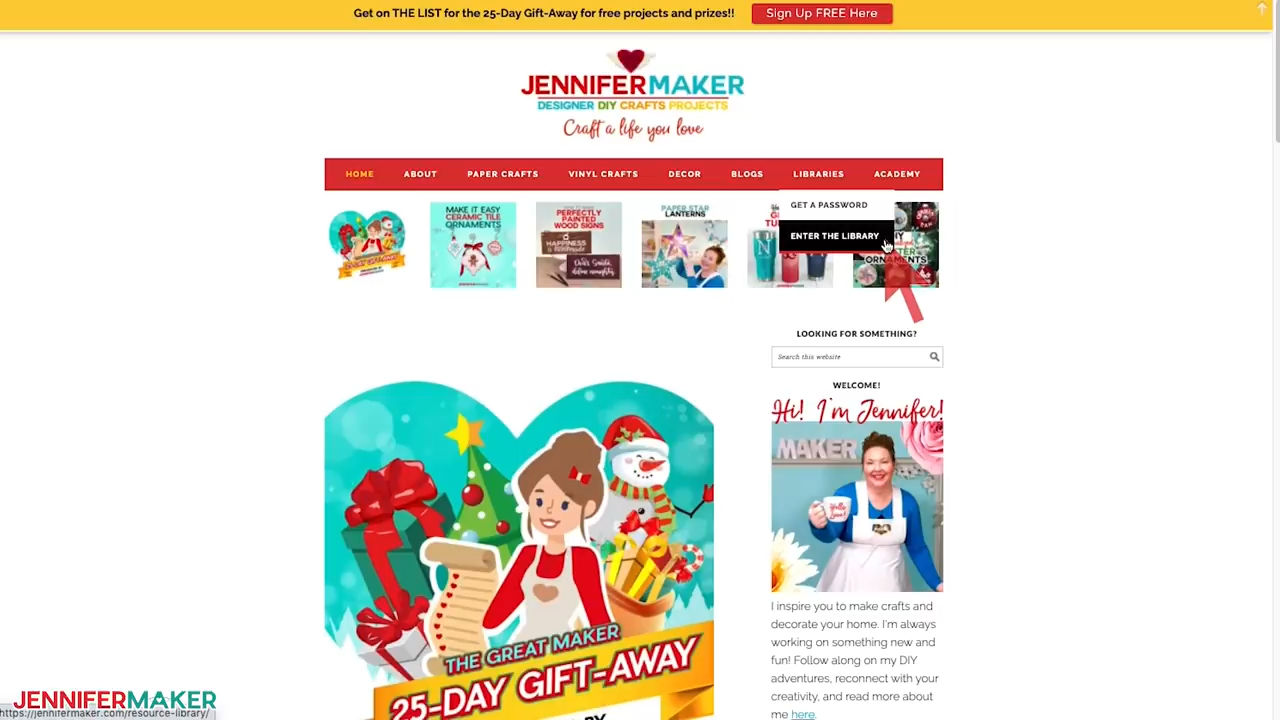 Get on THE LIST for the 25-Day Gift-Away for free projects and prizes!! Sign Up FREE Here
JENNIFERMAKER
DESIGNER DIY CRAFTS PROJECTS
Craft a life you love
HOME ABOUT PAPER CRAFTS VINYL CRAFTS DECOR BLOGS LIBRARIES ACADEMY
GET A PASSWORD
ENTER THE LIBRARY
MAKE IT EASY
CERAMIC TILE
ORNAMENTS
PERFECTLY
PAINTED
WOOD SIGNS
HAPPINESS
Dear Santa,
define naughty.
PAPER STAR
LANTERNS
N
LOOKING FOR SOMETHING?
Search this website
WELCOME!
Hi! I'm Jennifer!
MAKER
I inspire you to make crafts and
decorate your home. I'm always
working on something new and
fun! Follow along on my DIY
adventures, reconnect with your
creativity, and read more about
me here.
THE GREAT MAKER
25-DAY GIFT-AWAY
JENNIFERMAKER
https://jennifermaker.com/resource-library/